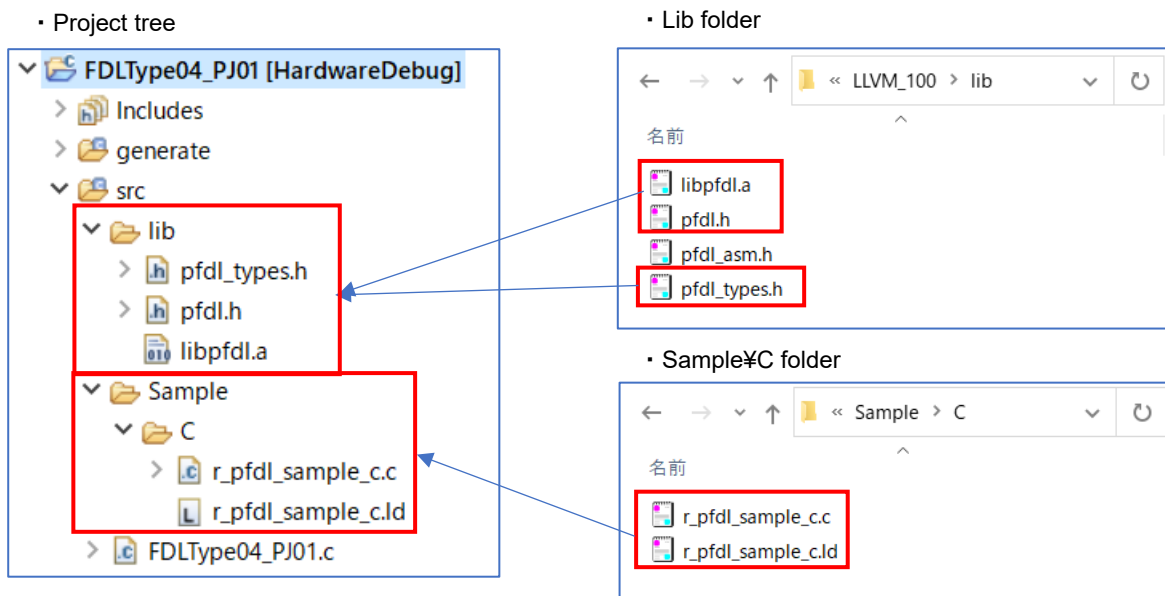 ・Project tree
FDLType04_PJ01 [HardwareDebug]
Includes
generate
src
lib
pfdl_types.h
pfdl.h
libpfdl.a
Sample
C
r_pfdl_sample_c.c
r_pfdl_sample_c.ld
FDLType04_PJ01.c
・Lib folder
« LLVM_100 > lib
名前
libpfdl.a
pfdl.h
pfdl_asm.h
pfdl_types.h
・Sample¥C folder
« Sample > C
名前
r_pfdl_sample_c.c
r_pfdl_sample_c.ld